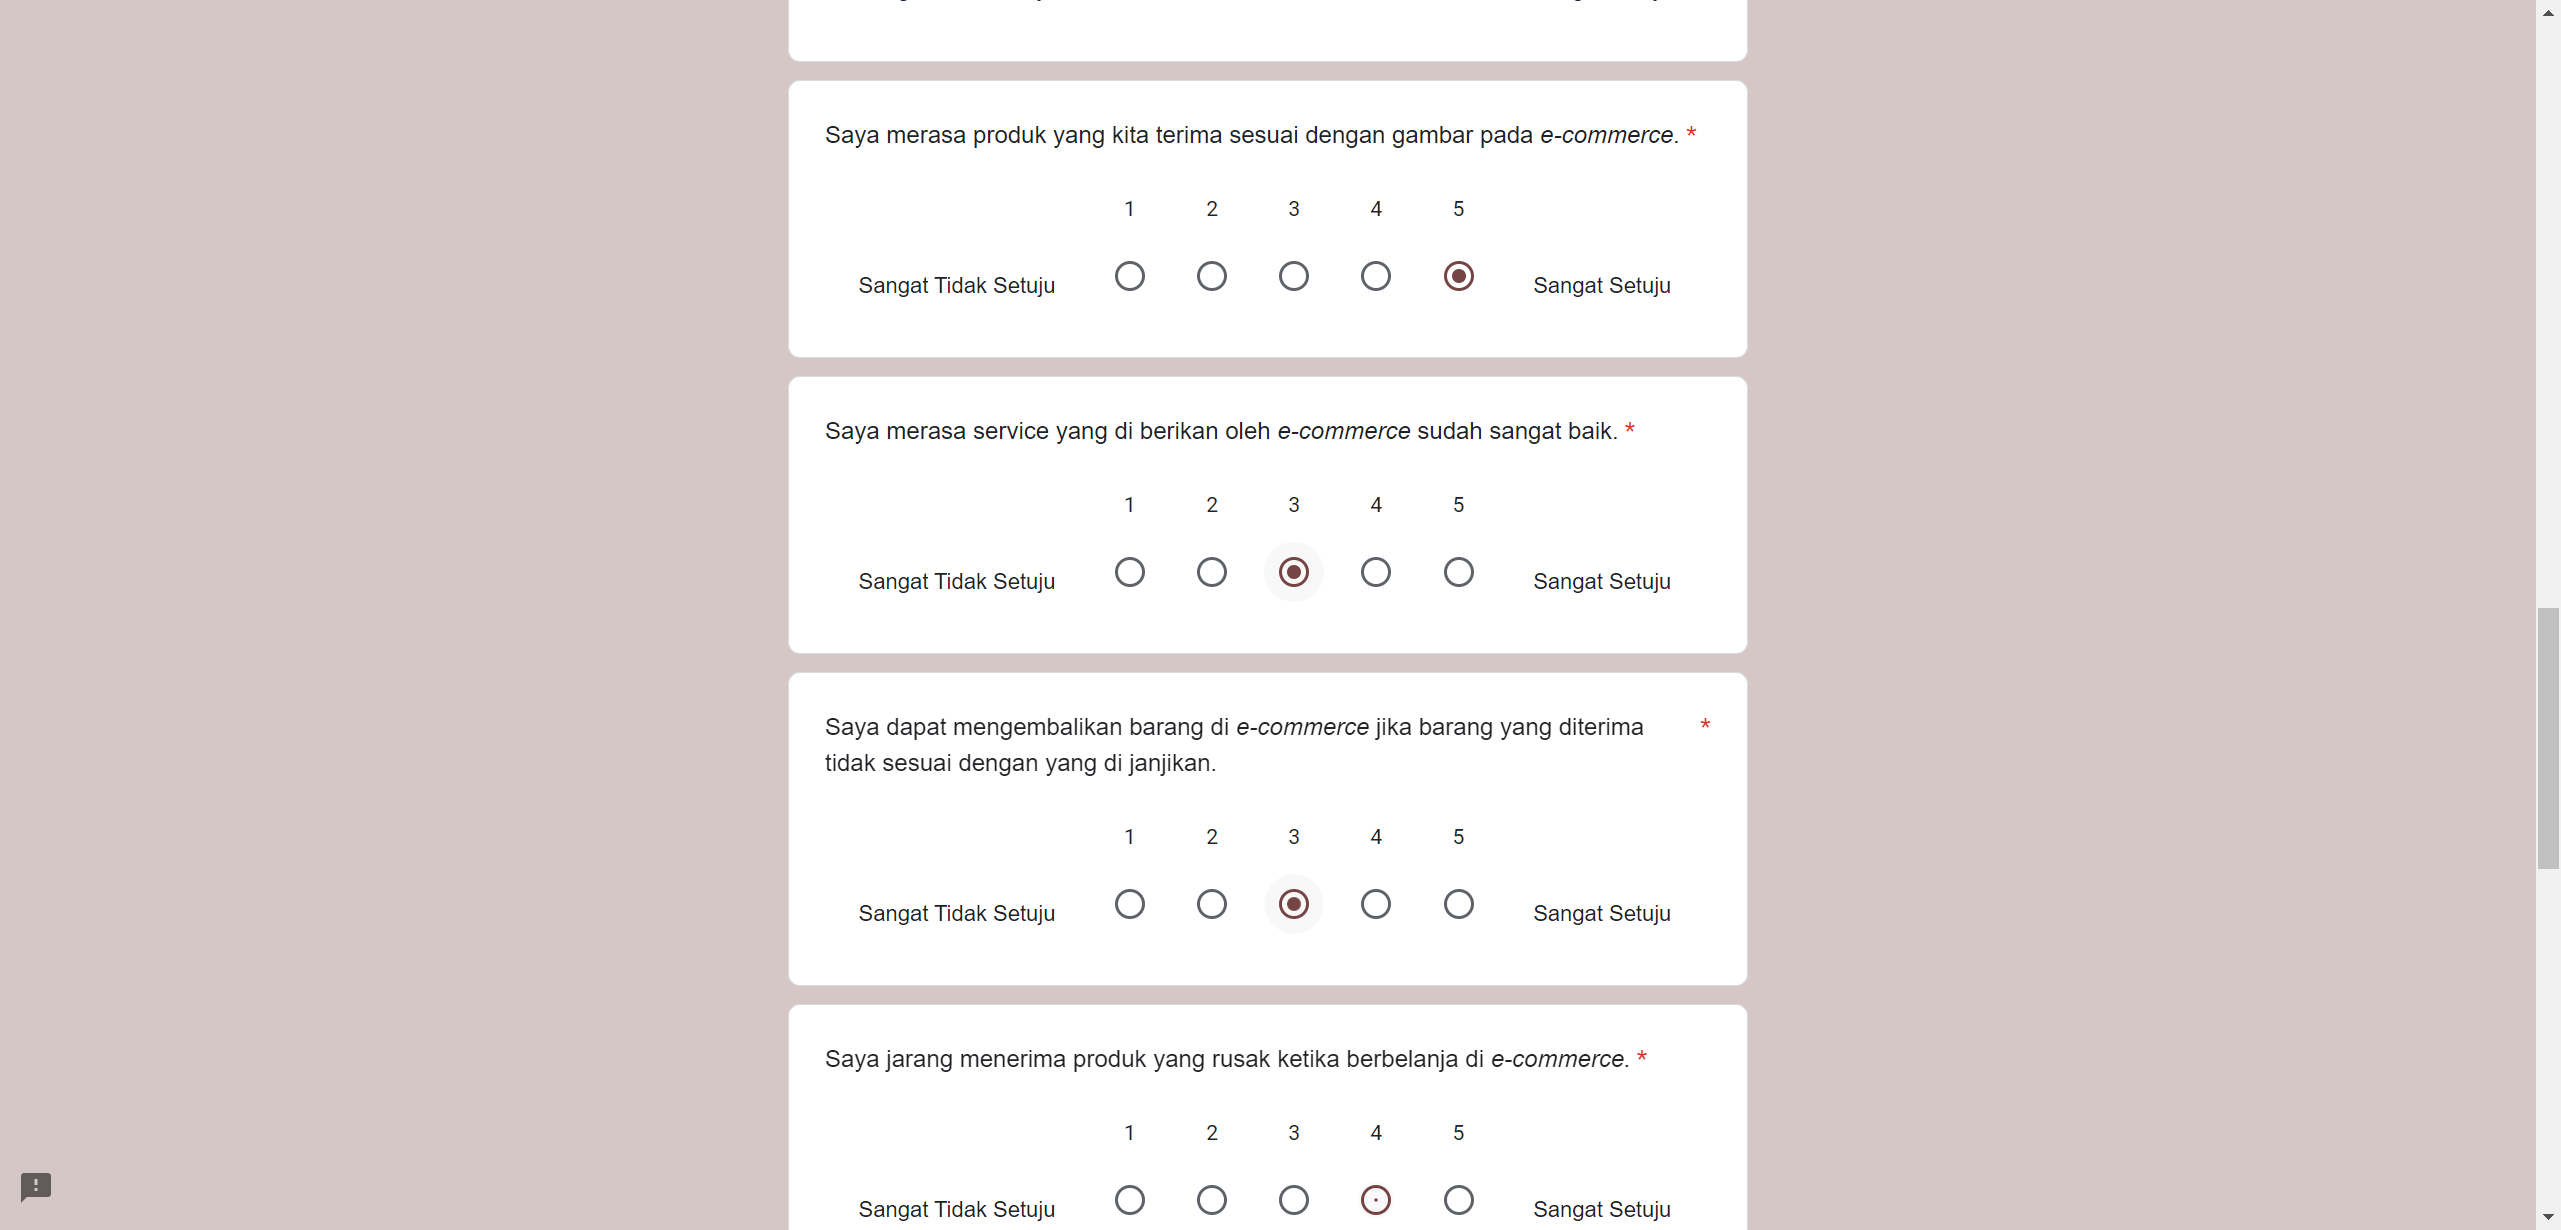 Saya merasa produk yang kita terima sesuai dengan gambar pada e-commerce. *
1 2 3 4 5
Sangat Tidak Setuju Sangat Setuju
Saya merasa service yang di berikan oleh e-commerce sudah sangat baik. *
1 2 3 4 5
Sangat Tidak Setuju Sangat Setuju
Saya dapat mengembalikan barang di e-commerce jika barang yang diterima *
tidak sesuai dengan yang di janjikan.
1 2 3 4 5
Sangat Tidak Setuju Sangat Setuju
Saya jarang menerima produk yang rusak ketika berbelanja di e-commerce. *
1 2 3 4 5
Sangat Tidak Setuju Sangat Setuju